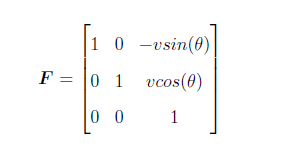 1 0 −vsin(θ)
F = 0 1 vcos(θ)
0 0 1